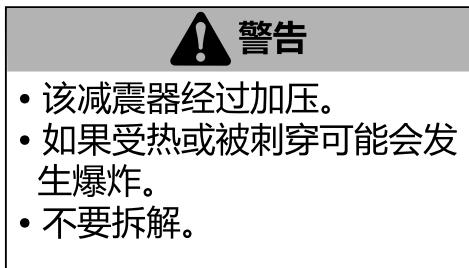 警告
• 该减震器经过加压。
• 如果受热或被刺穿可能会发
生爆炸。
• 不要拆解。